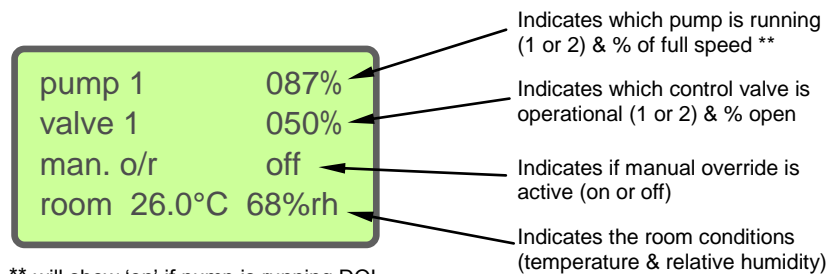 pump 1 087%
valve 1 050%
man. o/r off
room 26.0°C 68%rh
Indicates which pump is running
(1 or 2) & % of full speed **
Indicates which control valve is
operational (1 or 2) & % open
Indicates if manual override is
active (on or off)
Indicates the room conditions
(temperature & relative humidity)
** will show 'on' if pump is running DOL